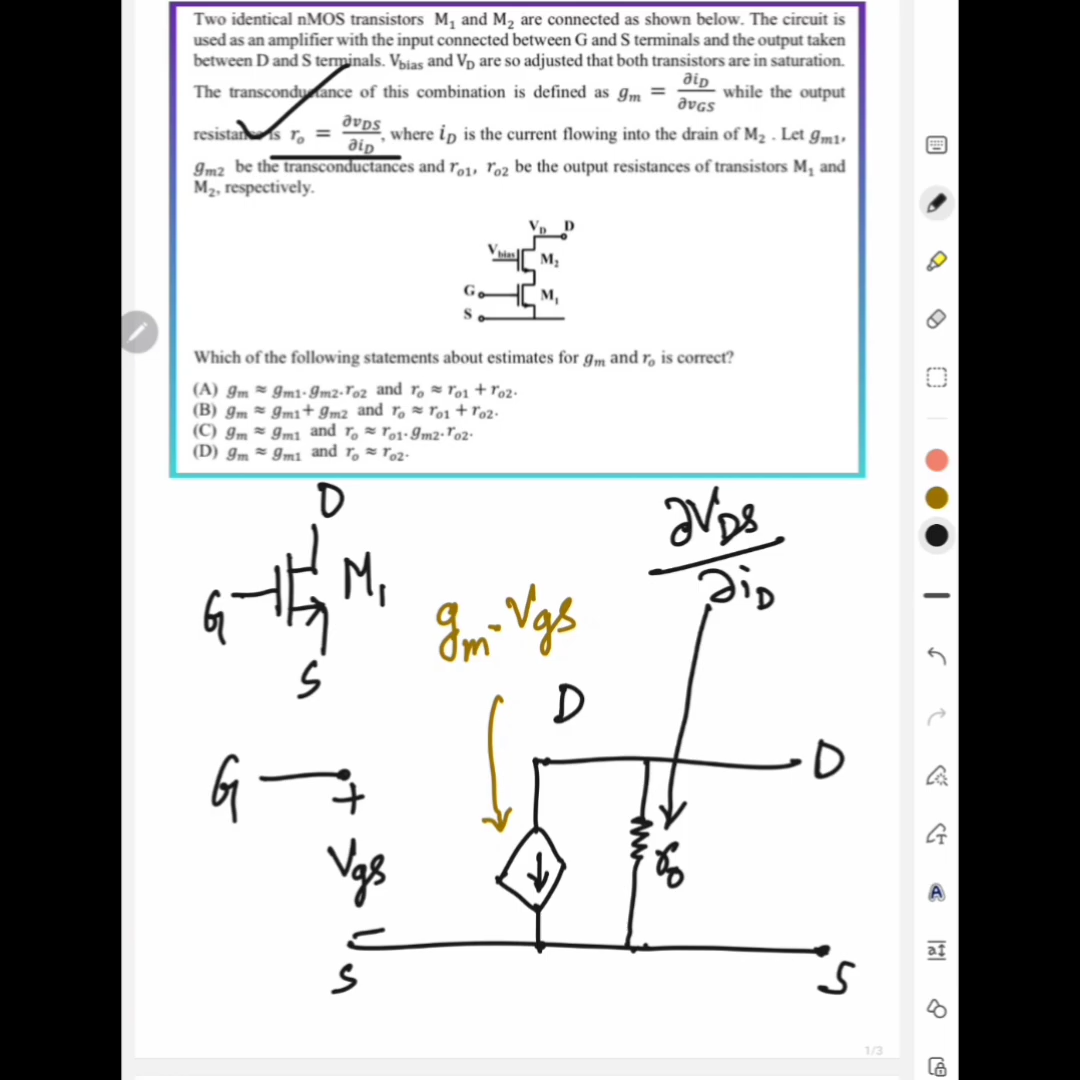 Two identical nMOS transistors M₁ and M₂ are connected as shown below. The circuit is
used as an amplifier with the input connected between G and S terminals and the output taken
between D and S terminals. Vbias and VD are so adjusted that both transistors are in saturation.
The transconductance of this combination is defined as gm = ∂iD/∂vGS while the output
resistance is ro = ∂vDS/∂iD, where iD is the current flowing into the drain of M₂ . Let gm1,
gm2 be the transconductances and ro1, ro2 be the output resistances of transistors M₁ and
M₂, respectively.
VD D
Vbias M₂
G M₁
S
Which of the following statements about estimates for gm and ro is correct?
(A) gm ≈ gm1.gm2.ro2 and ro ≈ ro1 + ro2.
(B) gm ≈ gm1 + gm2 and ro ≈ ro1 + ro2.
(C) gm ≈ gm1 and ro ≈ ro1.gm2.ro2.
(D) gm ≈ gm1 and ro ≈ ro2.
D
G M₁
S
gm.Vgs
∂VDS
∂iD
D
G
D
+
Vgs
ro
-
S
S
1/3